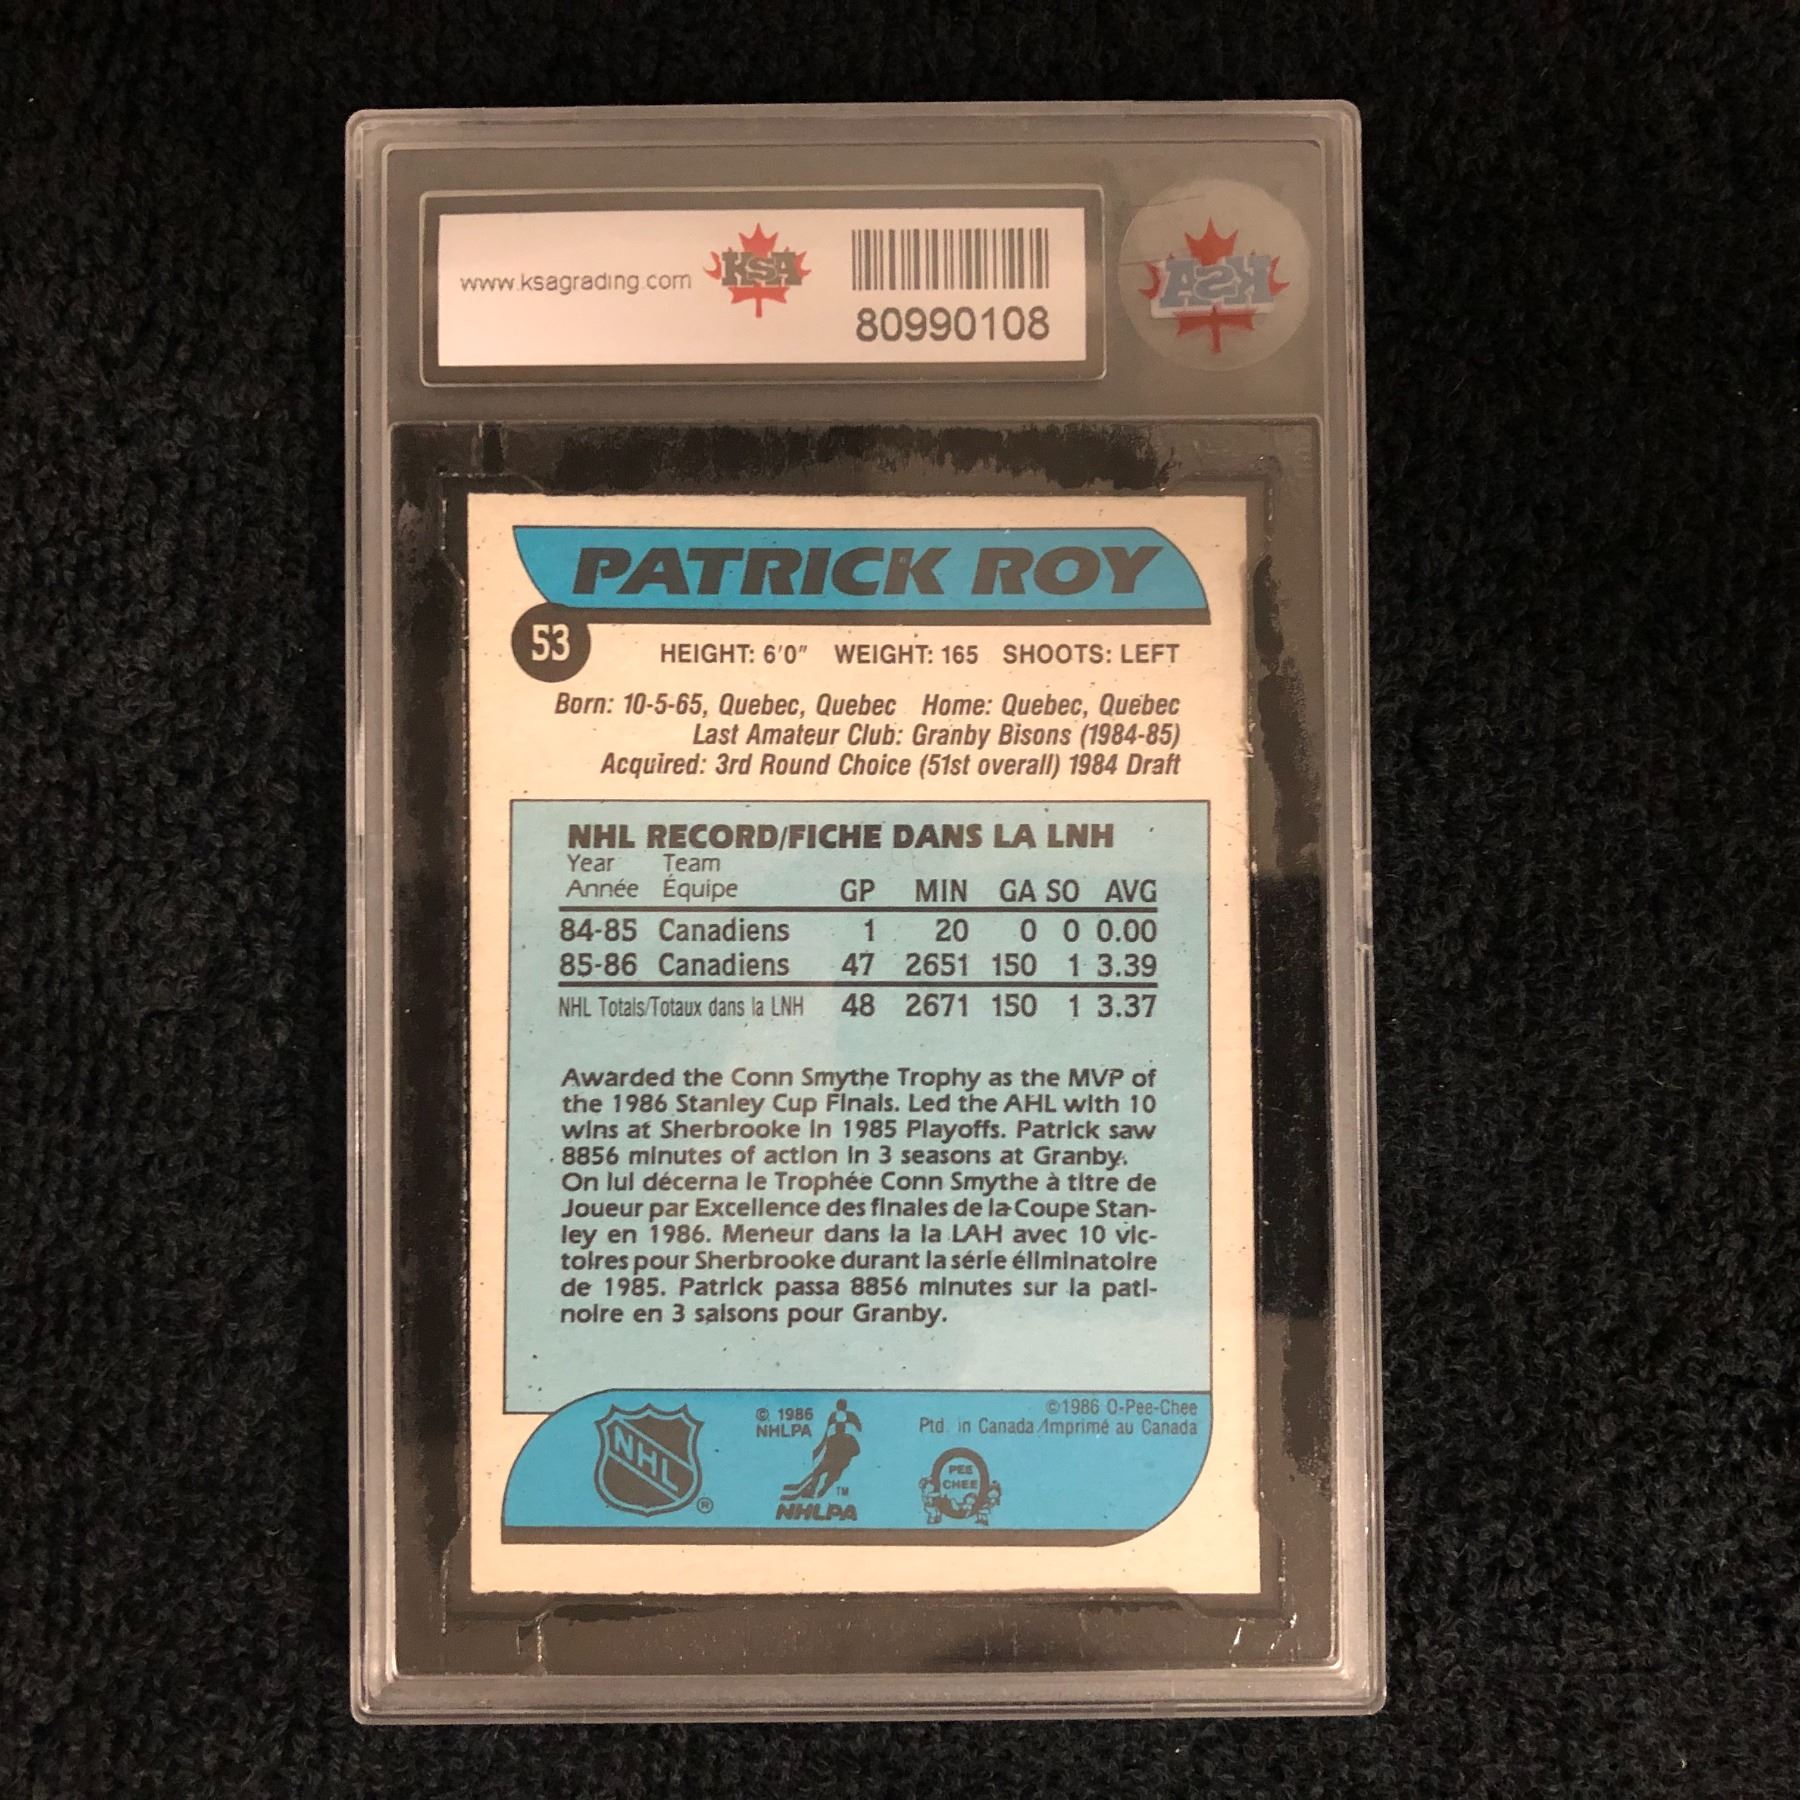 www.ksagrading.com
KSA
80990108
KSA
PATRICK ROY
53
HEIGHT: 6'0" WEIGHT: 165 SHOOTS: LEFT
Born: 10-5-65, Quebec, Quebec Home: Quebec, Quebec
Last Amateur Club: Granby Bisons (1984-85)
Acquired: 3rd Round Choice (51st overall) 1984 Draft
NHL RECORD/FICHE DANS LA LNH
Year Team
Année Équipe GP MIN GA SO AVG
84-85 Canadiens 1 20 0 0 0.00
85-86 Canadiens 47 2651 150 1 3.39
NHL Totals/Totaux dans la LNH 48 2671 150 1 3.37
Awarded the Conn Smythe Trophy as the MVP of
the 1986 Stanley Cup Finals. Led the AHL with 10
wins at Sherbrooke in 1985 Playoffs. Patrick saw
8856 minutes of action in 3 seasons at Granby.
On lui décerna le Trophée Conn Smythe à titre de
Joueur par Excellence des finales de la Coupe Stan-
ley en 1986. Meneur dans la la LAH avec 10 vic-
toires pour Sherbrooke durant la série éliminatoire
de 1985. Patrick passa 8856 minutes sur la pati-
noire en 3 saisons pour Granby.
NHL ®
© 1986
NHLPA
TM
NHLPA
©1986 O-Pee-Chee
Ptd. in Canada/Imprimé au Canada
PEE
CHEE